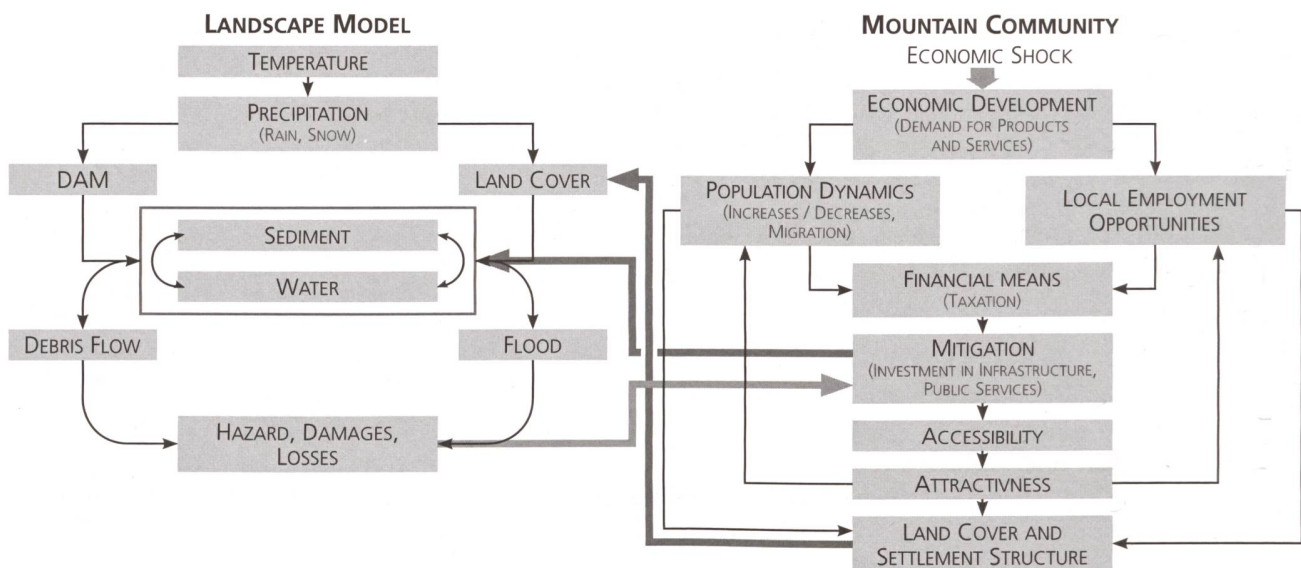 LANDSCAPE MODEL
TEMPERATURE
PRECIPITATION
(RAIN, SNOW)
DAM
LAND COVER
SEDIMENT
WATER
DEBRIS FLOW
FLOOD
HAZARD, DAMAGES,
LOSSES
MOUNTAIN COMMUNITY
ECONOMIC SHOCK
ECONOMIC DEVELOPMENT
(DEMAND FOR PRODUCTS
AND SERVICES)
POPULATION DYNAMICS
(INCREASES / DECREASES,
MIGRATION)
LOCAL EMPLOYMENT
OPPORTUNITIES
FINANCIAL MEANS
(TAXATION)
MITIGATION
(INVESTMENT IN INFRASTRUCTURE,
PUBLIC SERVICES)
ACCESSIBILITY
ATTRACTIVNESS
LAND COVER AND
SETTLEMENT STRUCTURE